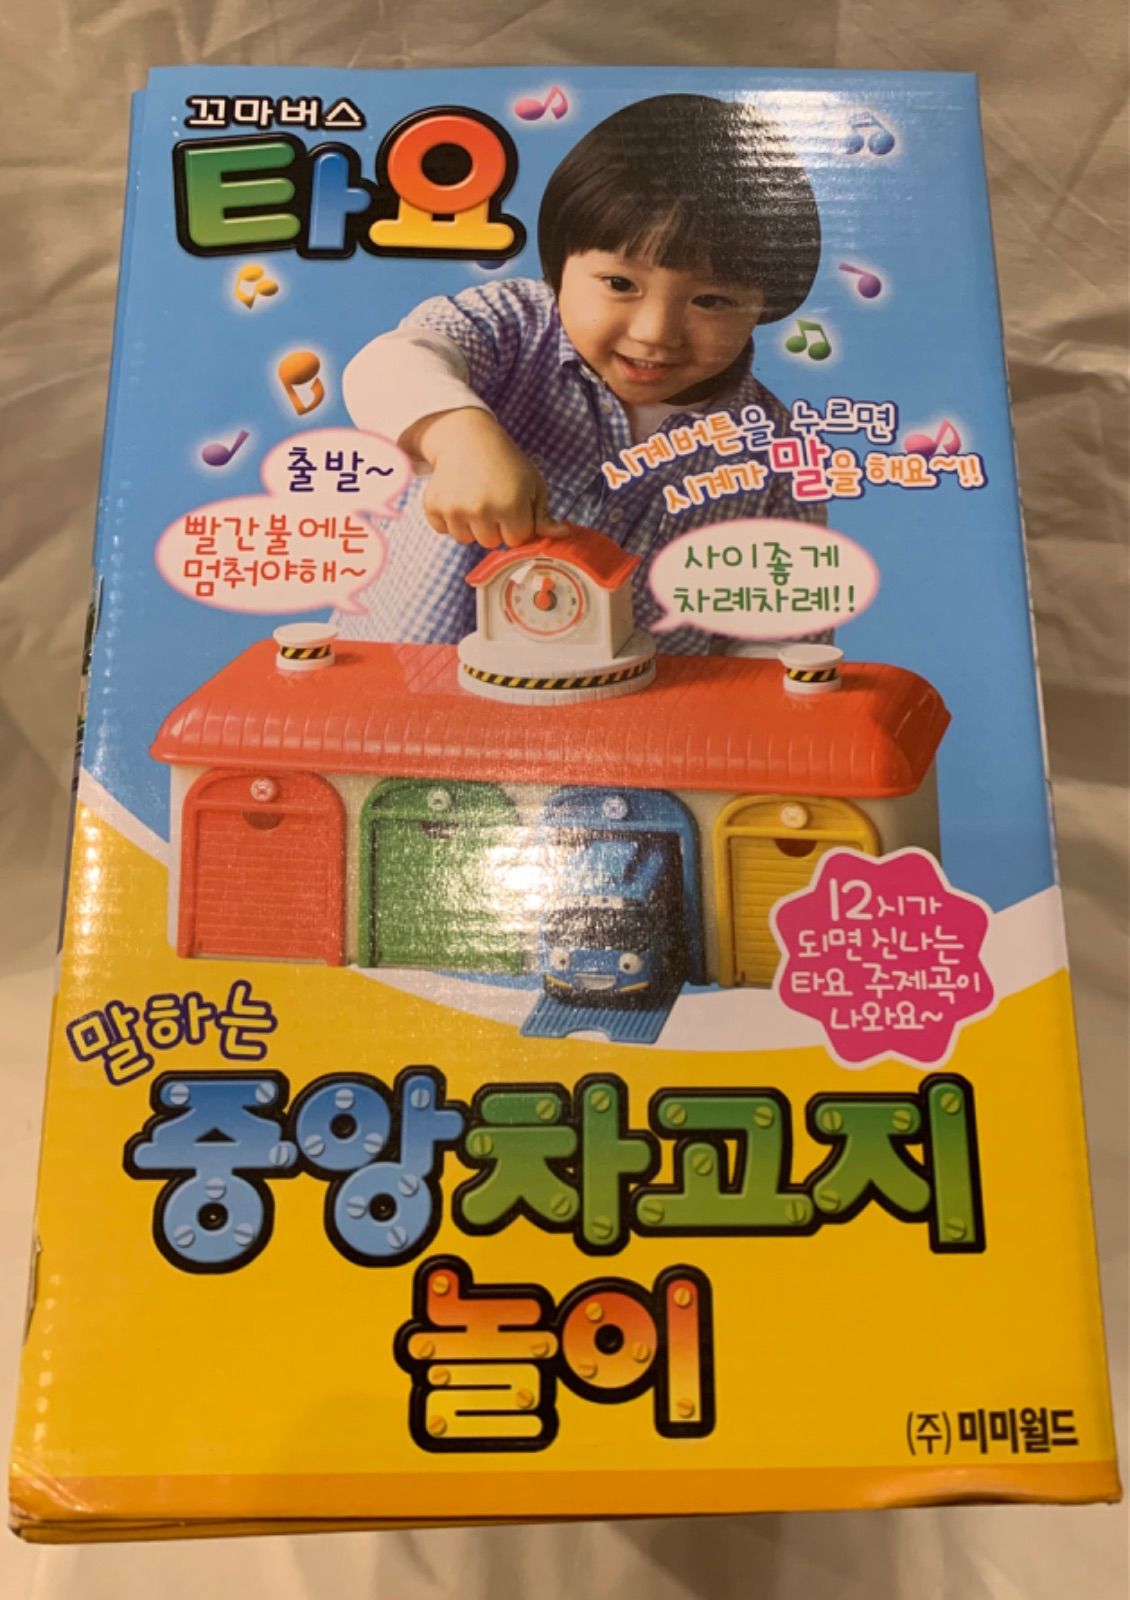 꼬마버스
타요
시계버튼을 누르면
시계가 말을 해요~!!
출발~
빨간불에는
멈춰야해~
사이좋게
차례차례!!
12시가
되면 신나는
타요 주제곡이
나와요~
말하는
중앙차고지
놀이
(주)미미월드